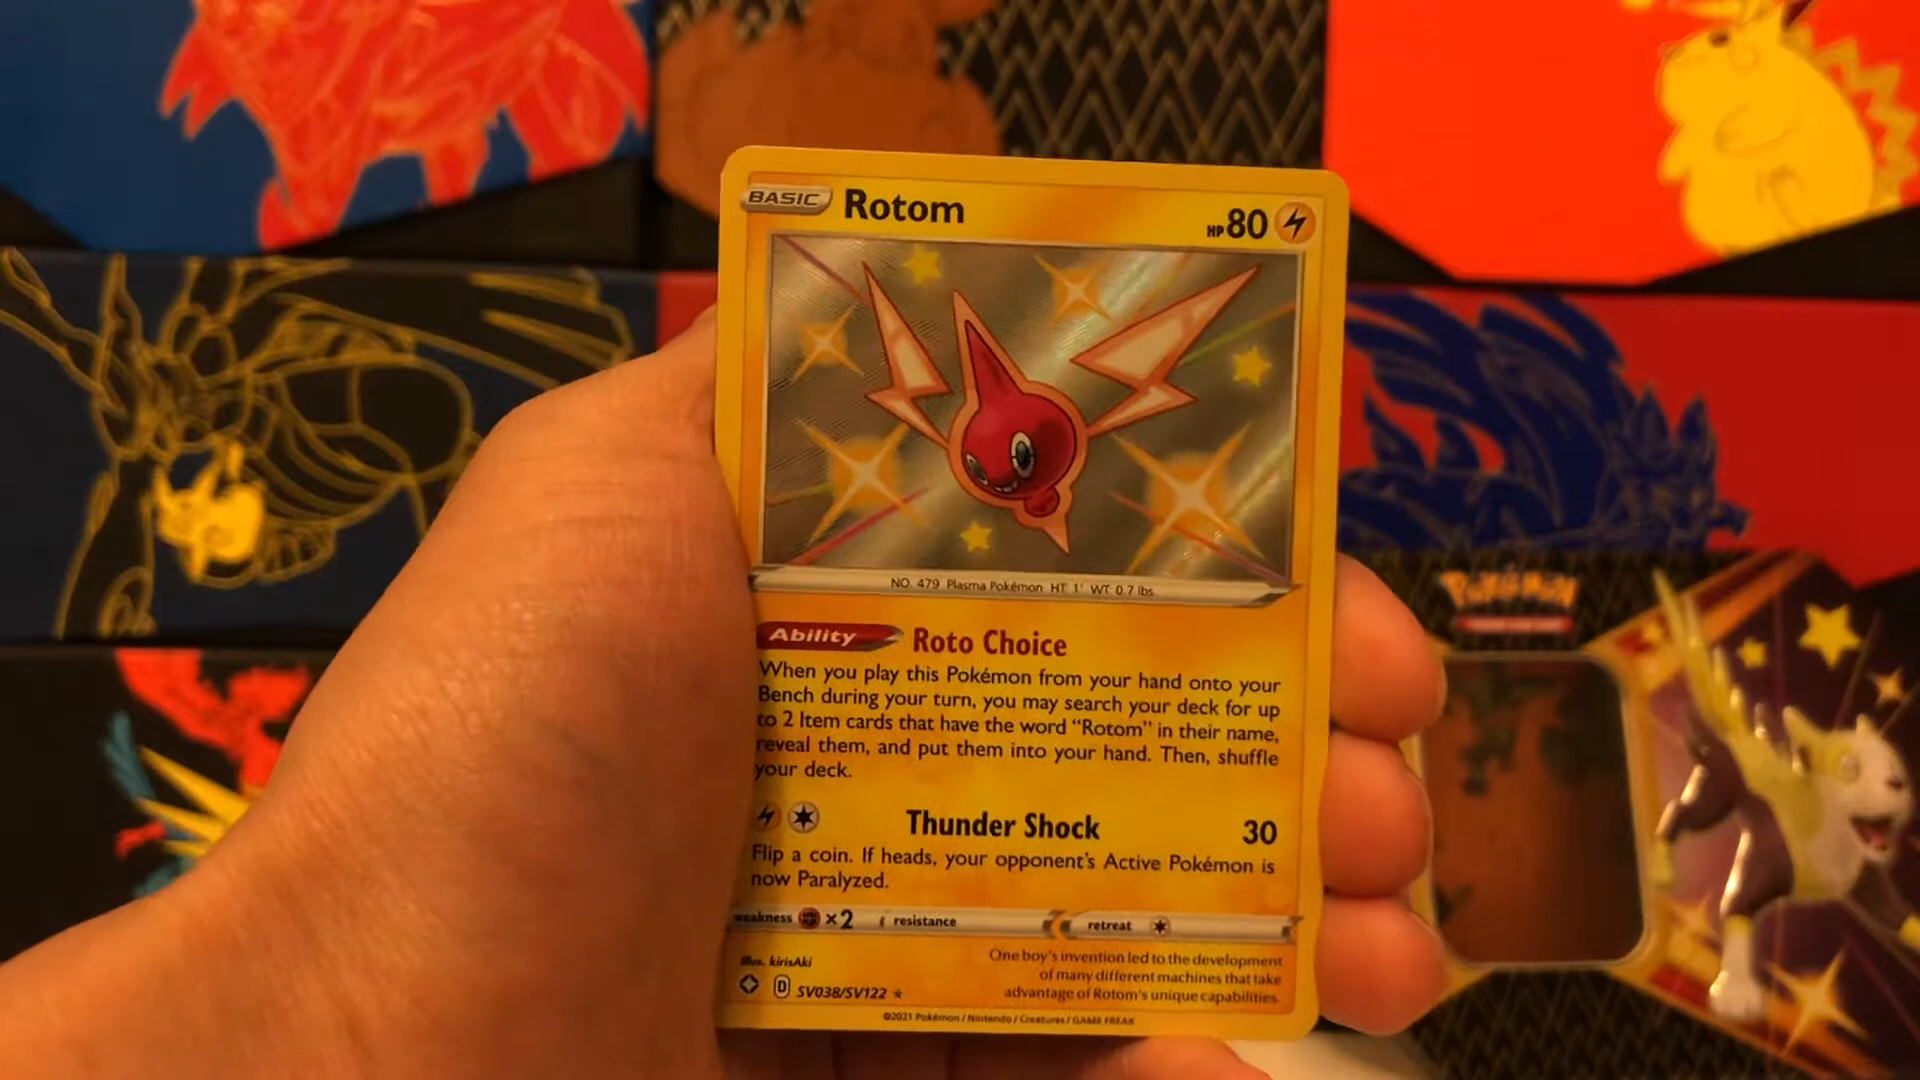 BASIC Rotom HP 80
NO. 479 Plasma Pokémon HT 1' WT 0.7 lbs
Ability Roto Choice
When you play this Pokémon from your hand onto your
Bench during your turn, you may search your deck for up
to 2 Item cards that have the word “Rotom” in their name,
reveal them, and put them into your hand. Then, shuffle
your deck.
Thunder Shock 30
Flip a coin. If heads, your opponent's Active Pokémon is
now Paralyzed.
weakness ×2 resistance retreat
Illus. kirisAki
D SV038/SV122
One boy's invention led to the development
of many different machines that take
advantage of Rotom's unique capabilities.
©2021 Pokémon / Nintendo / Creatures / GAME FREAK
POKÉMON